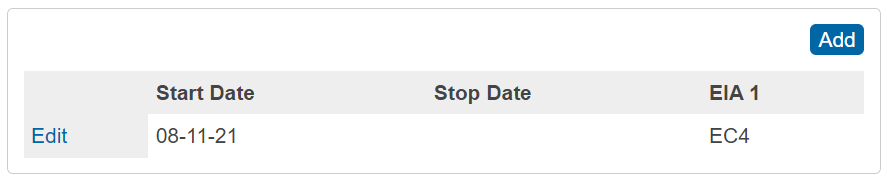 Add
Start Date Stop Date EIA 1
Edit 08-11-21 EC4